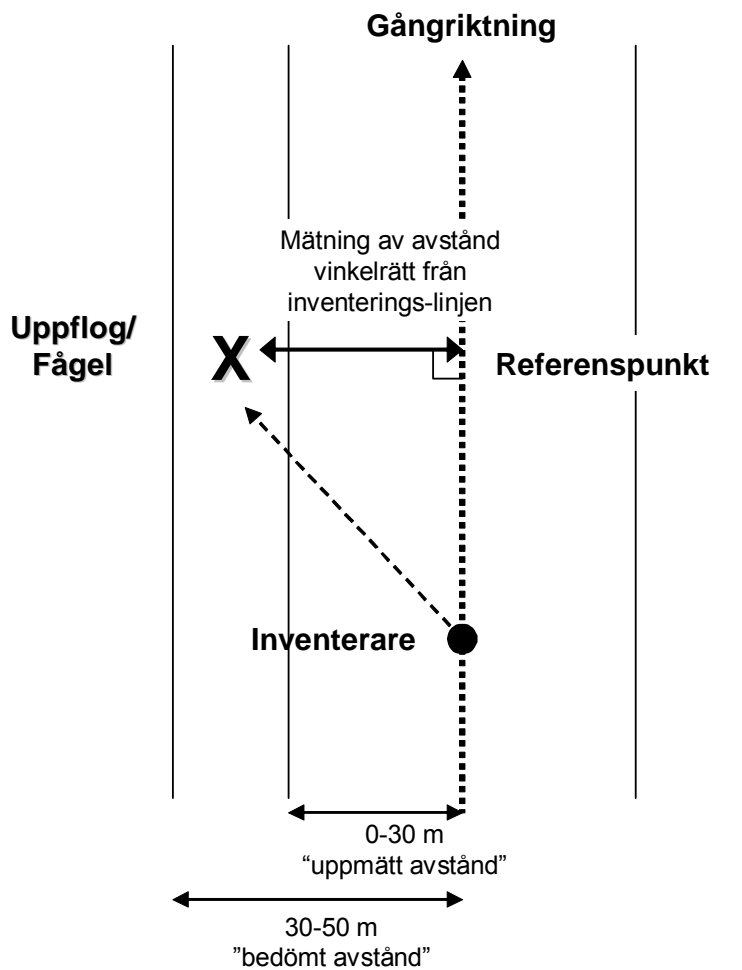 Gångriktning
Mätning av avstånd
vinkelrätt från
inventerings-linjen
Uppflog/
Fågel
X
Referenspunkt
Inventerare
0-30 m
“uppmätt avstånd”
30-50 m
”bedömt avstånd”